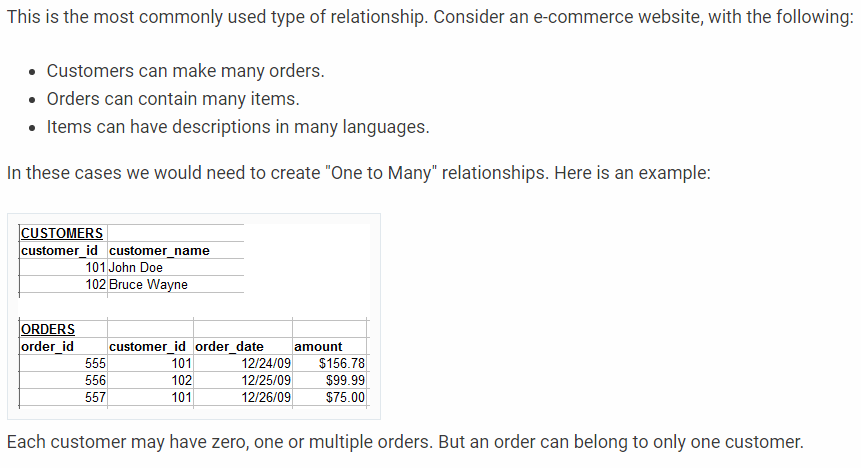 This is the most commonly used type of relationship. Consider an e-commerce website, with the following:
• Customers can make many orders.
• Orders can contain many items.
• Items can have descriptions in many languages.
In these cases we would need to create "One to Many" relationships. Here is an example:
CUSTOMERS
customer_id customer_name
101 John Doe
102 Bruce Wayne
ORDERS
order_id customer_id order_date amount
555 101 12/24/09 $156.78
556 102 12/25/09 $99.99
557 101 12/26/09 $75.00
Each customer may have zero, one or multiple orders. But an order can belong to only one customer.